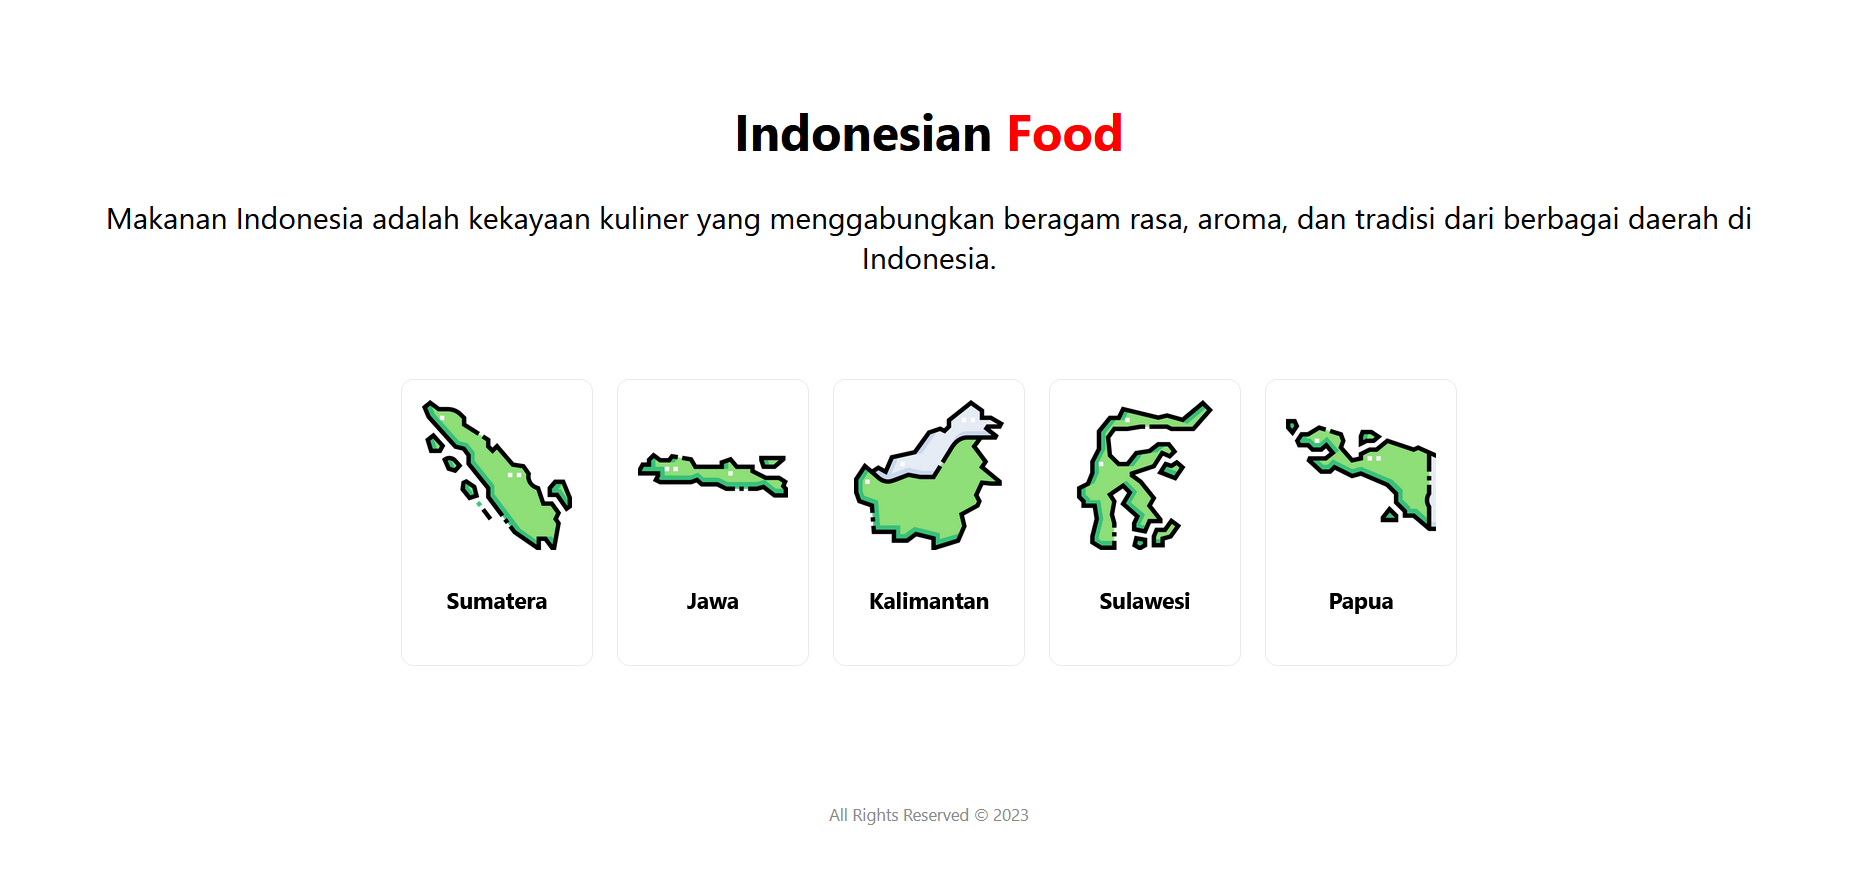 Indonesian Food
Makanan Indonesia adalah kekayaan kuliner yang menggabungkan beragam rasa, aroma, dan tradisi dari berbagai daerah di
Indonesia.
Sumatera
Jawa
Kalimantan
Sulawesi
Papua
All Rights Reserved © 2023